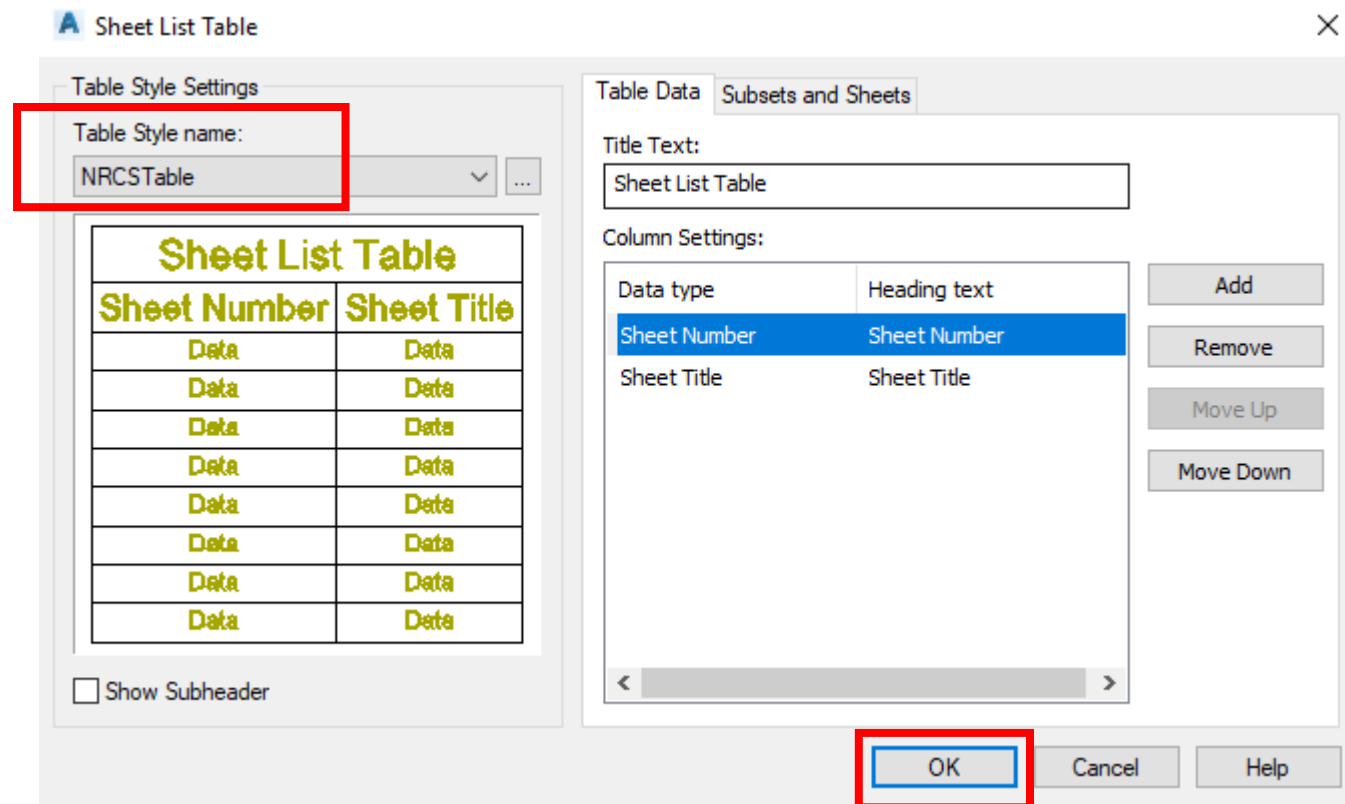 Sheet List Table
Table Style Settings
Table Style name:
NRCSTable
...
Sheet List Table
Sheet Number Sheet Title
Data Data
Data Data
Data Data
Data Data
Data Data
Data Data
Data Data
Data Data
Show Subheader
Table Data Subsets and Sheets
Title Text:
Sheet List Table
Column Settings:
Data type Heading text
Sheet Number Sheet Number
Sheet Title Sheet Title
Add
Remove
Move Up
Move Down
OK Cancel Help